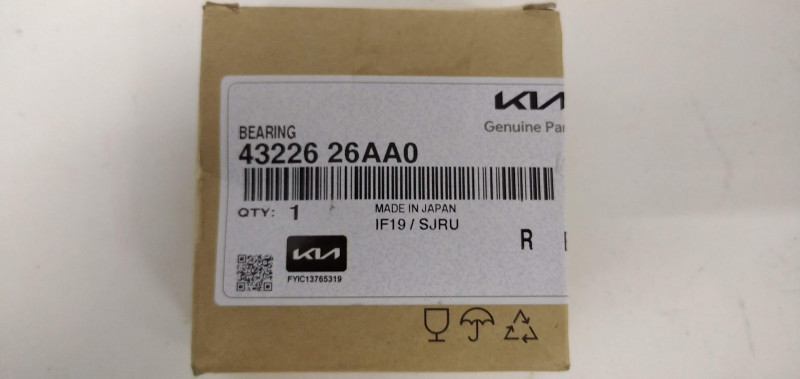 KIA
Genuine Par
BEARING
43226 26AA0
QTY: 1
MADE IN JAPAN
IF19 / SJRU
R
KIA
FYIC13765319